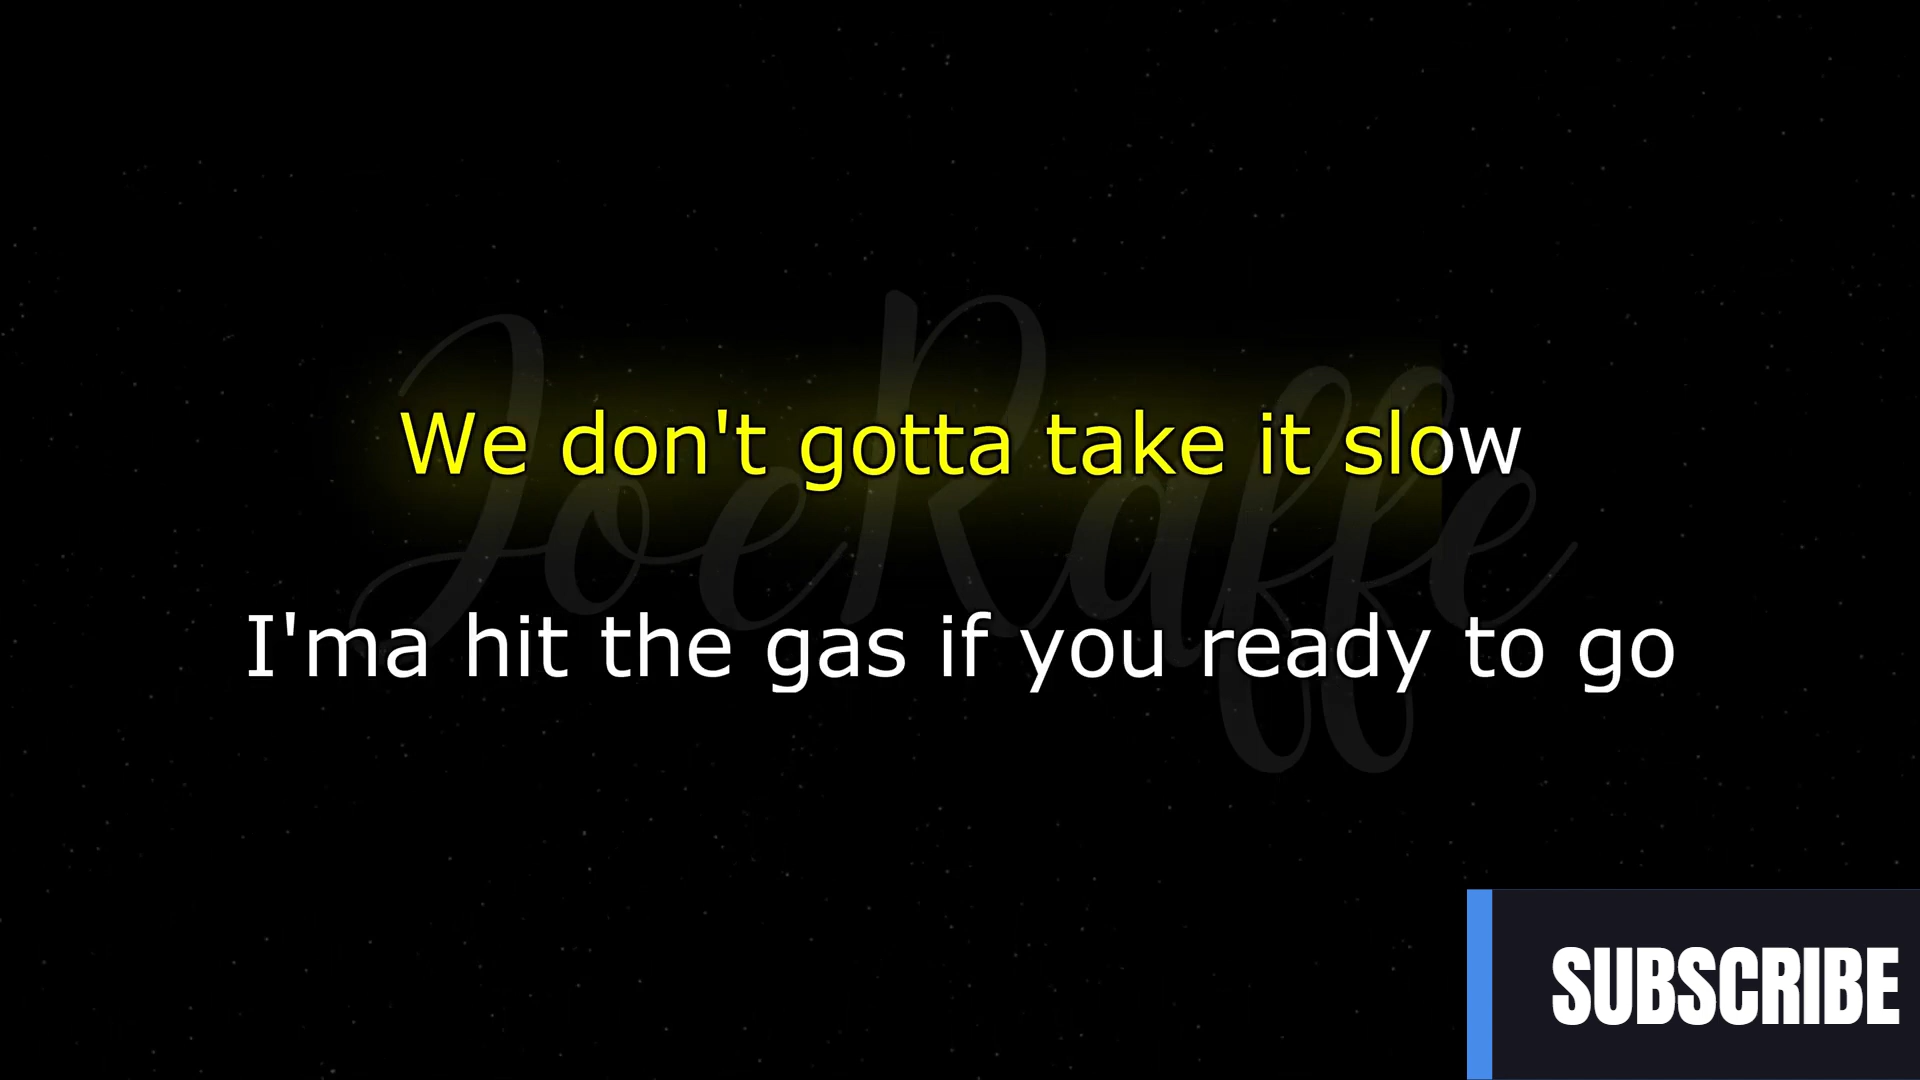 JoeRaffe
We don't gotta take it slow
I'ma hit the gas if you ready to go
SUBSCRIBE